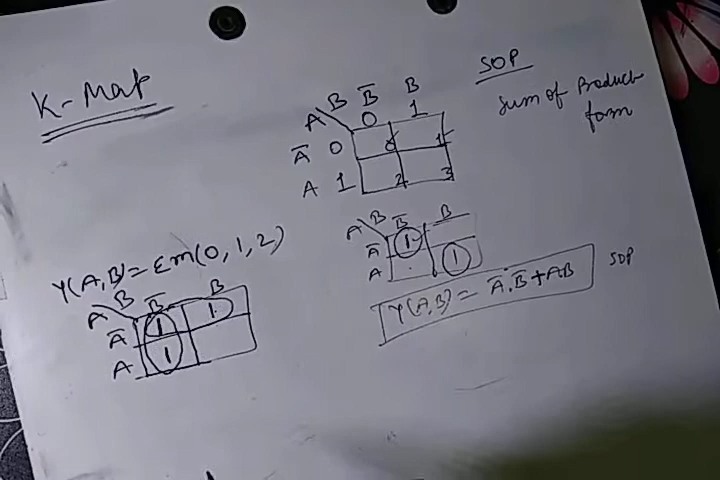 K-Map
SOP
Sum of Product
form
A B B̅ B
0 1
A̅ 0 0 1
A 1 2 3
Y(A,B)= Σm(0,1,2)
A B B̅ B
A̅ 1 1
A 1
A B B̅ B
A̅ 1
A 1
Y(A,B) = A̅.B̅ + AB
SOP